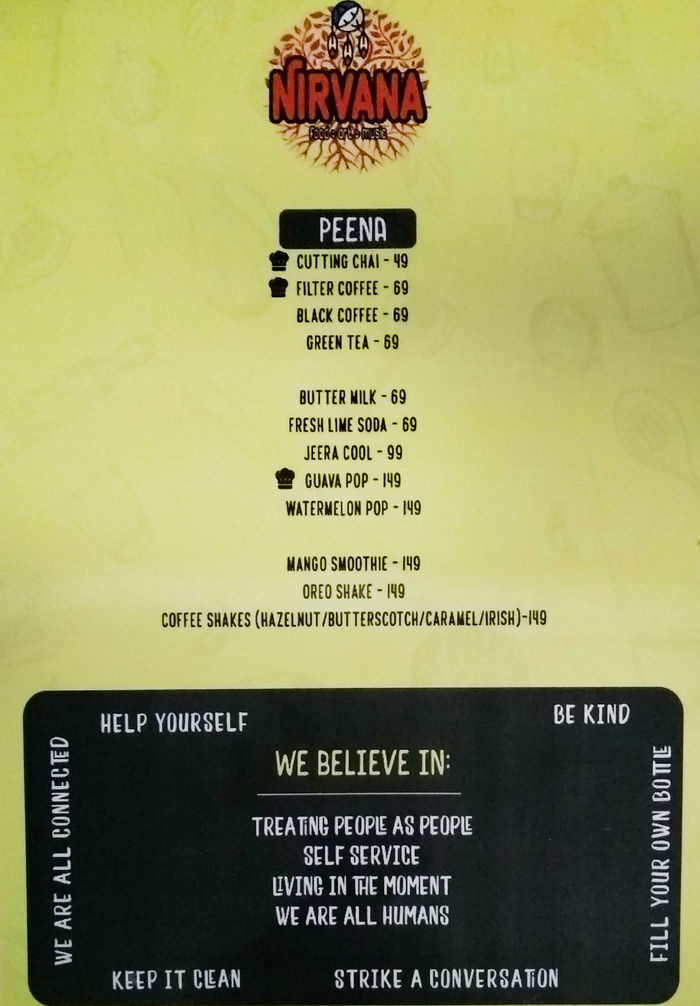 NIRVANA
Food : art : music
PEENA
CUTTING CHAI - 49
FILTER COFFEE - 69
BLACK COFFEE - 69
GREEN TEA - 69
BUTTER MILK - 69
FRESH LIME SODA - 69
JEERA COOL - 99
GUAVA POP - 149
WATERMELON POP - 149
MANGO SMOOTHIE - 149
OREO SHAKE - 149
COFFEE SHAKES (HAZELNUT/BUTTERSCOTCH/CARAMEL/IRISH)-149
HELP YOURSELF
BE KIND
WE ARE ALL CONNECTED
WE BELIEVE IN:
TREATING PEOPLE AS PEOPLE
SELF SERVICE
LIVING IN THE MOMENT
WE ARE ALL HUMANS
FILL YOUR OWN BOTTLE
KEEP IT CLEAN
STRIKE A CONVERSATION